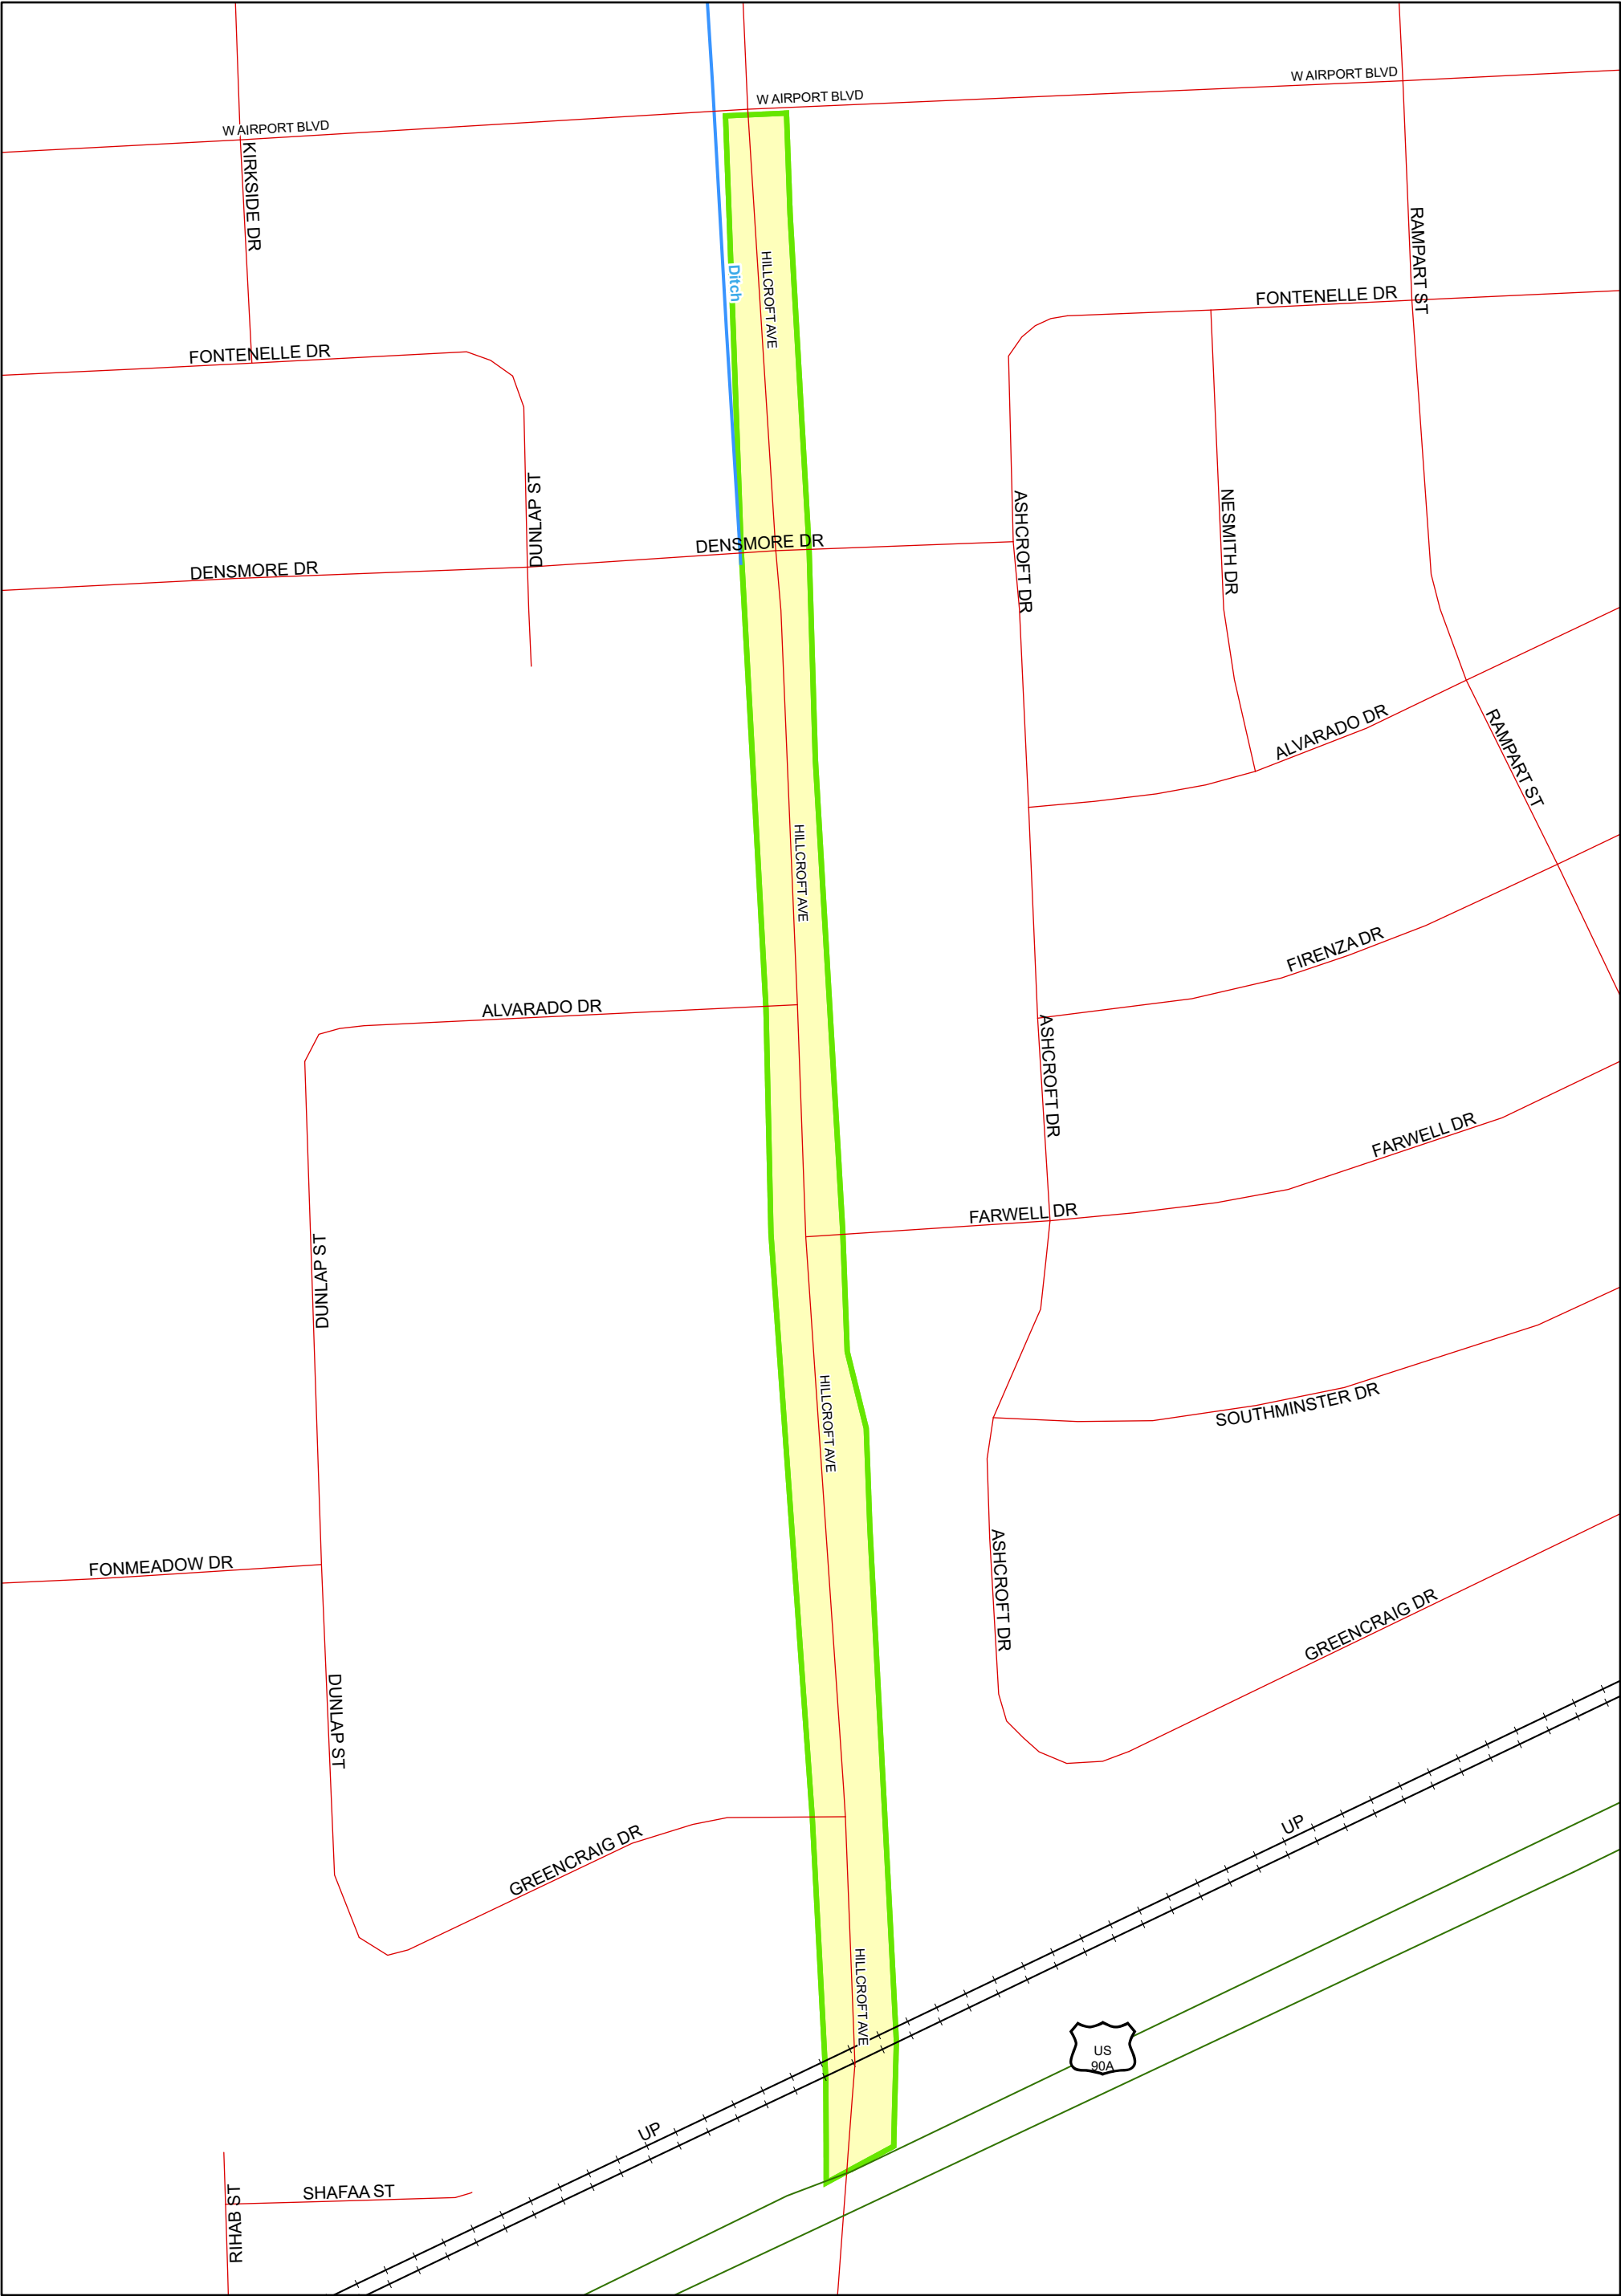 W AIRPORT BLVD
W AIRPORT BLVD
W AIRPORT BLVD
KIRKSIDE DR
RAMPART ST
Ditch
HILLCROFT AVE
FONTENELLE DR
FONTENELLE DR
DUNLAP ST
ASHCROFT DR
NESMITH DR
DENSMORE DR
DENSMORE DR
ALVARADO DR
RAMPART ST
HILLCROFT AVE
FIRENZA DR
ALVARADO DR
ASHCROFT DR
FARWELL DR
FARWELL DR
DUNLAP ST
HILLCROFT AVE
SOUTHMINSTER DR
FONMEADOW DR
ASHCROFT DR
GREENCRAIG DR
DUNLAP ST
UP
GREENCRAIG DR
HILLCROFT AVE
US
90A
UP
SHAFAA ST
RIHAB ST